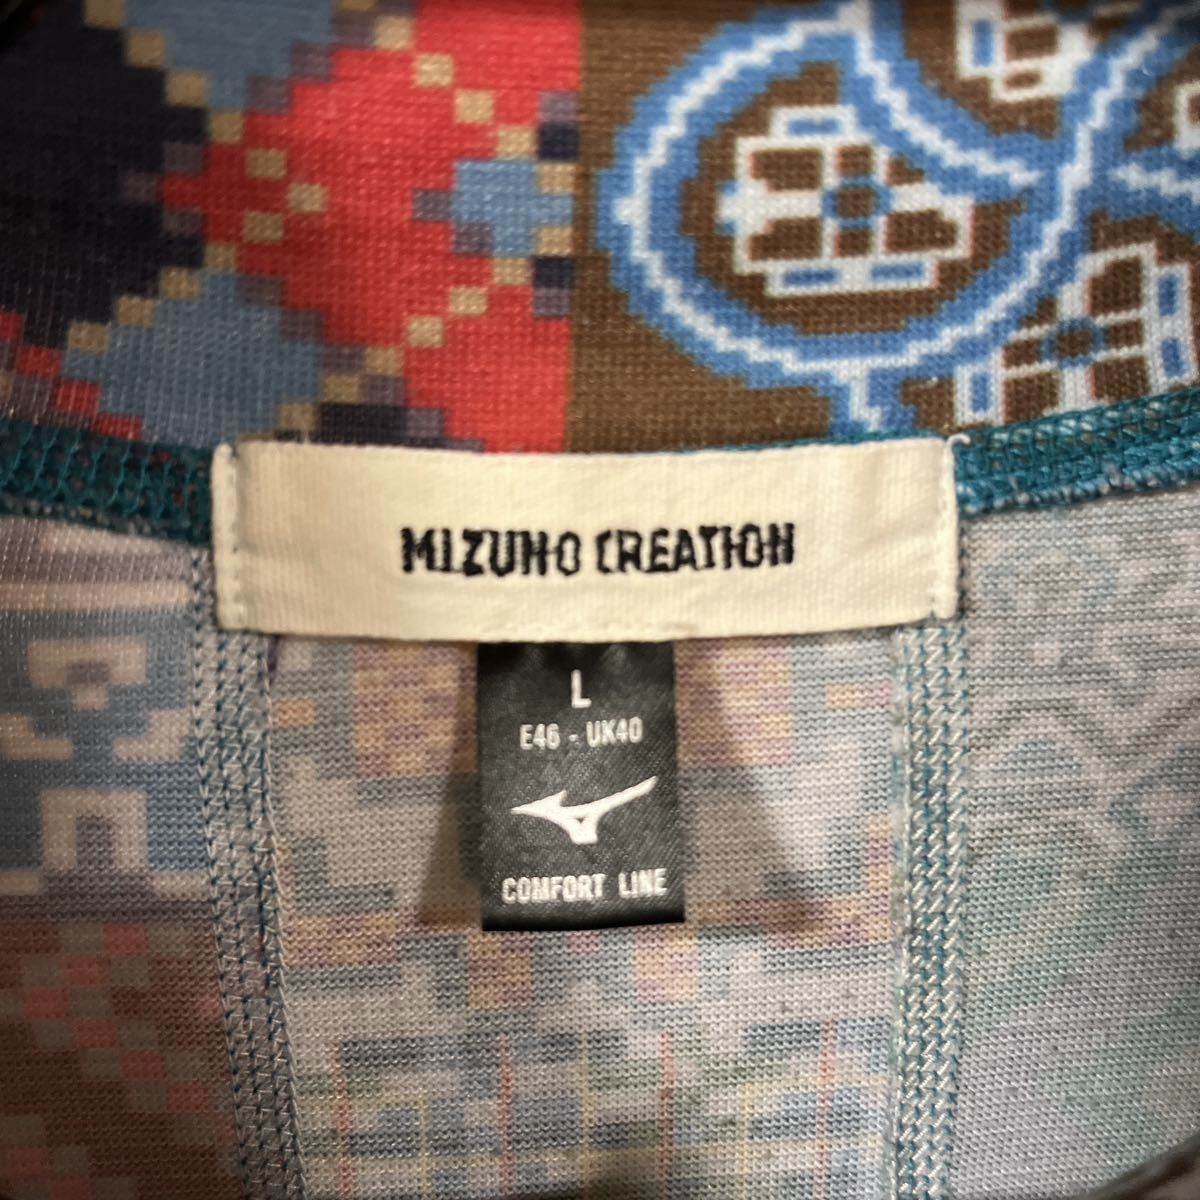 MIZUNO CREATION
L
E46 - UK40
COMFORT LINE